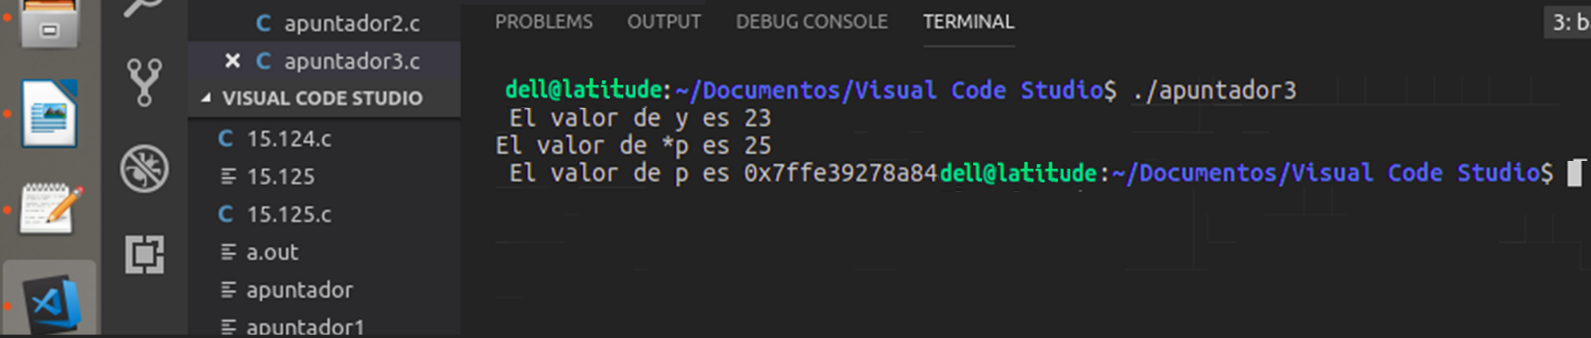 apuntador2.c
apuntador3.c
VISUAL CODE STUDIO
15.124.c
15.125
15.125.c
a.out
apuntador
apuntador1
PROBLEMS OUTPUT DEBUG CONSOLE TERMINAL
3: b
dell@latitude:~/Documentos/Visual Code Studio$ ./apuntador3
El valor de y es 23
El valor de *p es 25
El valor de p es 0x7ffe39278a84dell@latitude:~/Documentos/Visual Code Studio$